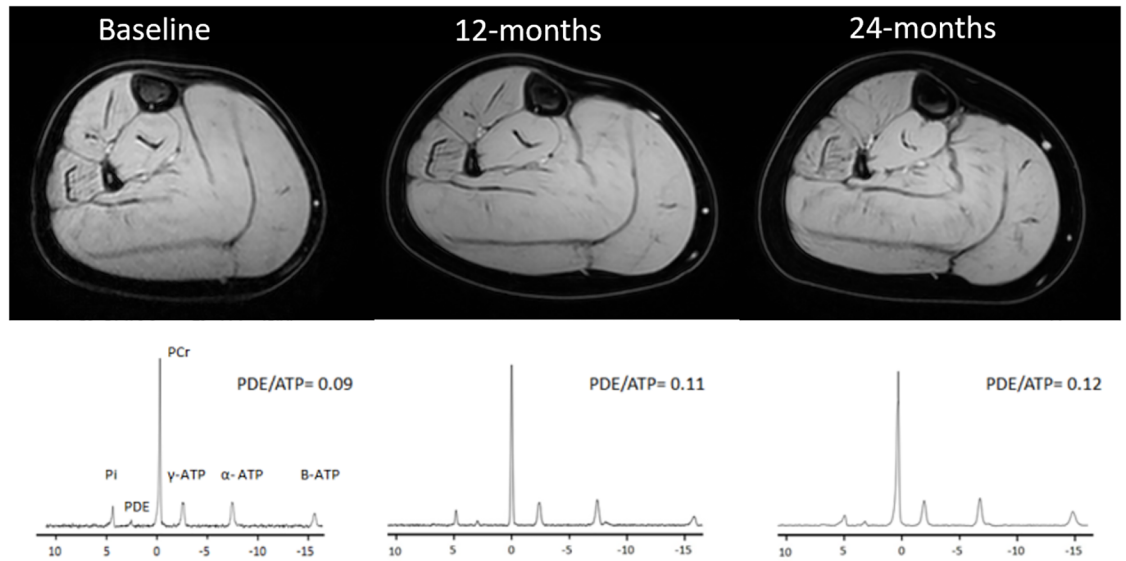 Baseline
12-months
24-months
PCr
PDE/ATP= 0.09
PDE/ATP= 0.11
PDE/ATP= 0.12
Pi
γ-ATP
α- ATP
B-ATP
PDE
10 5 0 -5 -10 -15
10 5 0 -5 -10 -15
10 5 0 -5 -10 -15